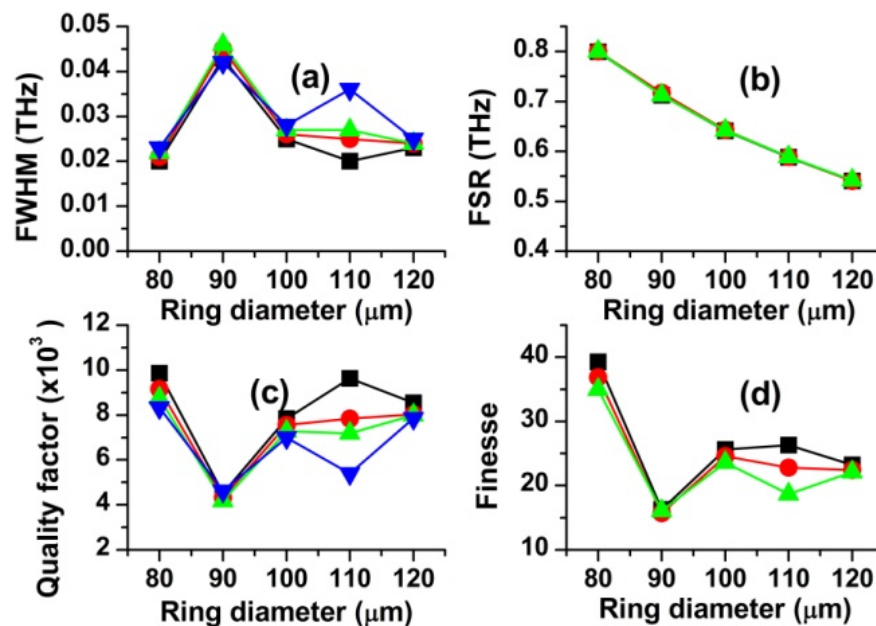 FWHM (THz)
0.05
0.04
0.03
0.02
0.01
0.00
(a)
80 90 100 110 120
Ring diameter (μm)
FSR (THz)
0.8
0.7
0.6
0.5
0.4
(b)
80 90 100 110 120
Ring diameter (μm)
Quality factor (x10³)
12
10
8
6
4
2
(c)
80 90 100 110 120
Ring diameter (μm)
Finesse
40
30
20
10
(d)
80 90 100 110 120
Ring diameter (μm)